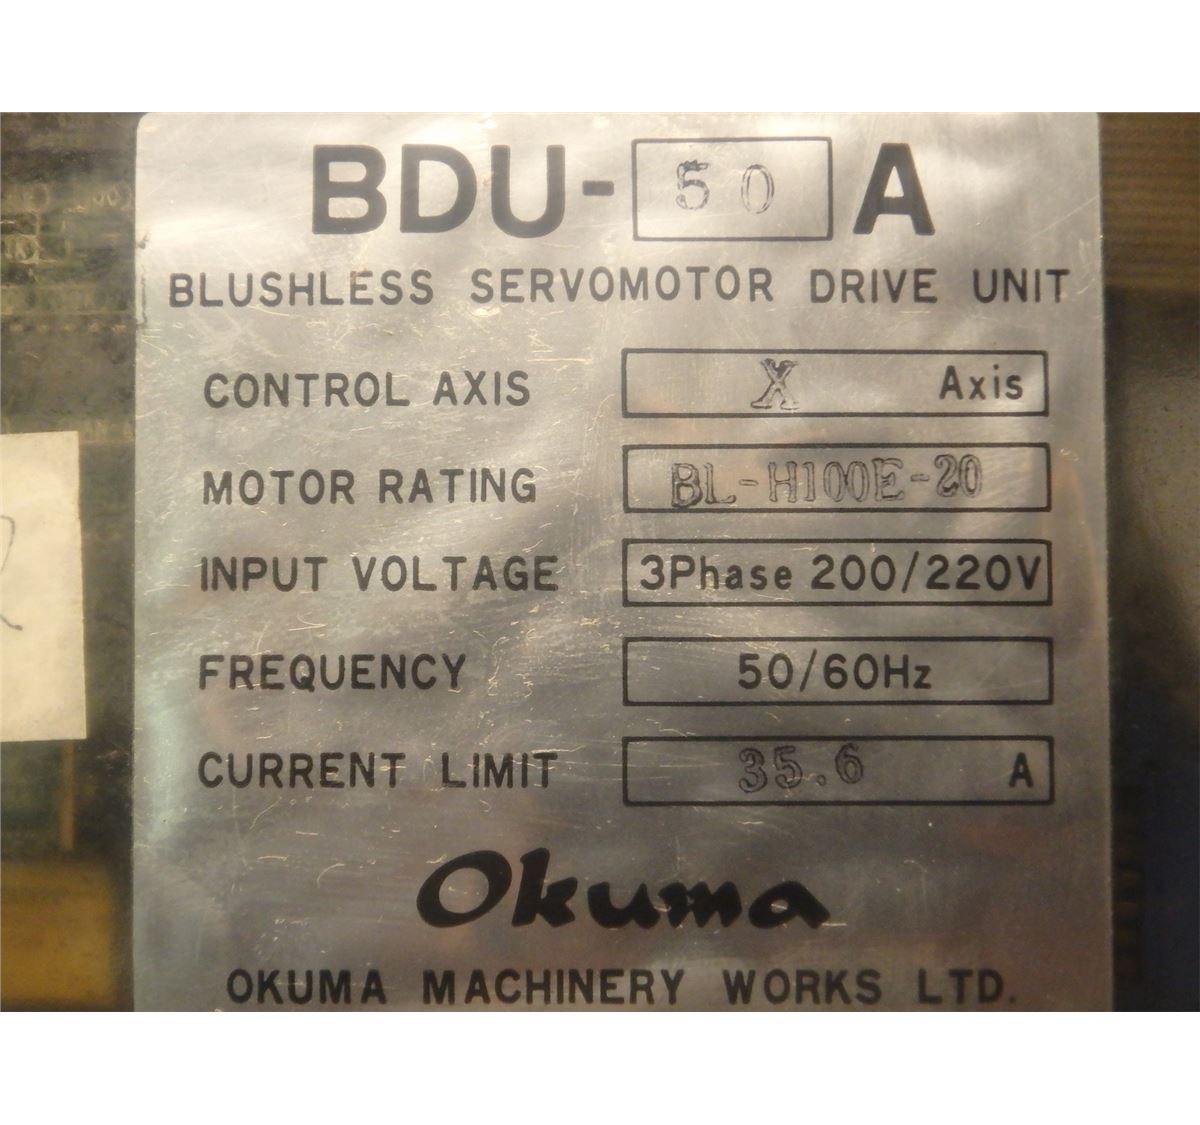 BDU-50A
BLUSHLESS SERVOMOTOR DRIVE UNIT
CONTROL AXIS X Axis
MOTOR RATING BL-H100E-20
INPUT VOLTAGE 3Phase 200/220V
FREQUENCY 50/60Hz
CURRENT LIMIT 35.6 A
Okuma
OKUMA MACHINERY WORKS LTD.